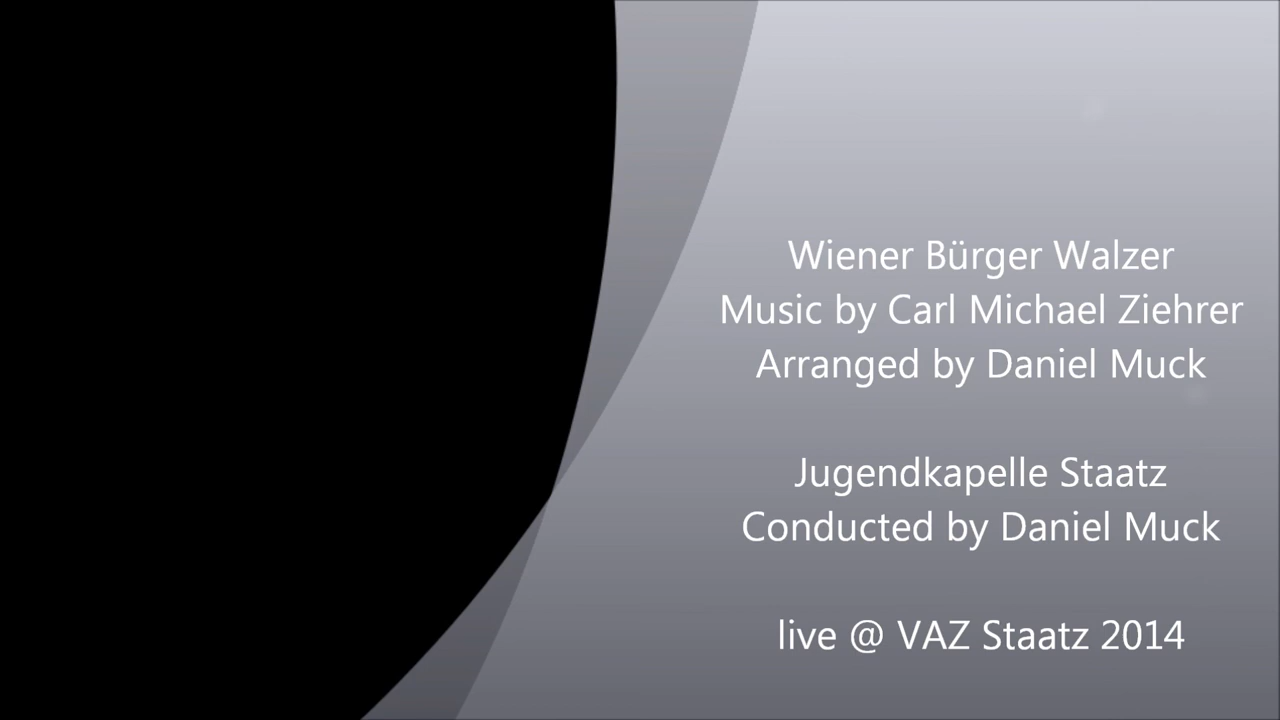 Wiener Bürger Walzer
Music by Carl Michael Ziehrer
Arranged by Daniel Muck
Jugendkapelle Staatz
Conducted by Daniel Muck
live @ VAZ Staatz 2014